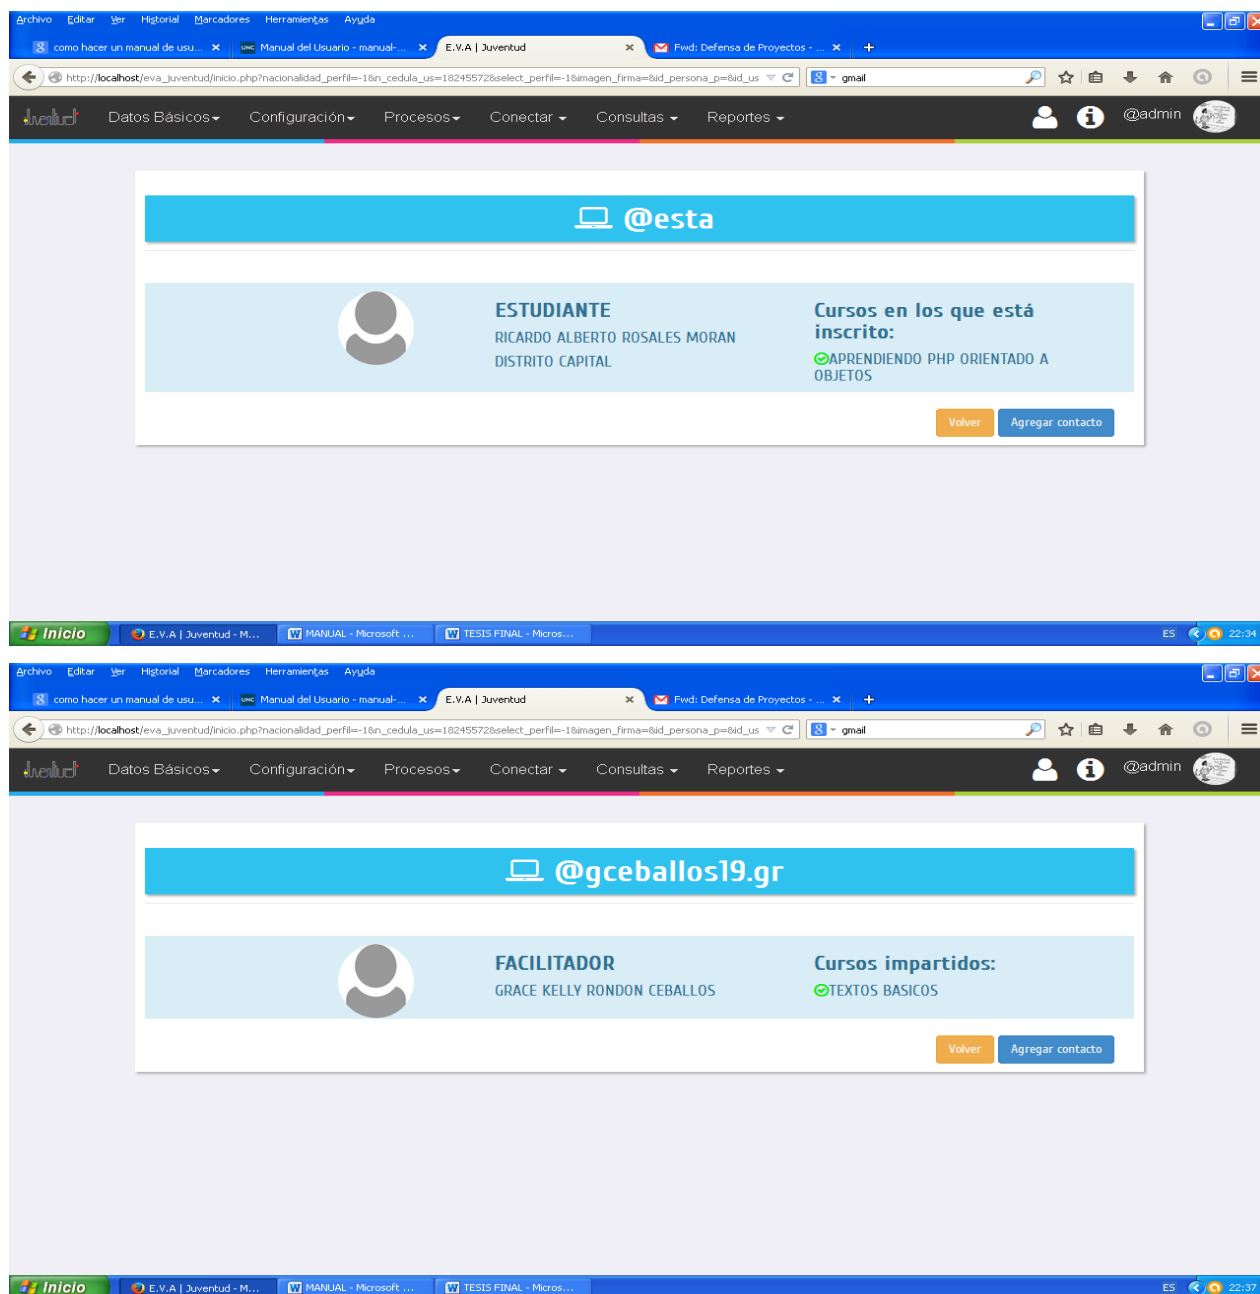 Archivo Editar Ver Historial Marcadores Herramientas Ayuda
como hacer un manual de usu... Manual del Usuario - manual-... E.V.A | Juventud Fwd: Defensa de Proyectos - ...
http://localhost/eva_juventud/inicio.php?nacionalidad_perfil=-1&n_cedula_us=18245572&select_perfil=-1&imagen_firma=&id_persona_p=&id_us gmail
Juventud Datos Básicos Configuración Procesos Conectar Consultas Reportes @admin
@esta
ESTUDIANTE
RICARDO ALBERTO ROSALES MORAN
DISTRITO CAPITAL
Cursos en los que está
inscrito:
APRENDIENDO PHP ORIENTADO A
OBJETOS
Volver Agregar contacto
Inicio E.V.A | Juventud - M... MANUAL - Microsoft ... TESIS FINAL - Micros... ES 22:34
Archivo Editar Ver Historial Marcadores Herramientas Ayuda
como hacer un manual de usu... Manual del Usuario - manual-... E.V.A | Juventud Fwd: Defensa de Proyectos - ...
http://localhost/eva_juventud/inicio.php?nacionalidad_perfil=-1&n_cedula_us=18245572&select_perfil=-1&imagen_firma=&id_persona_p=&id_us gmail
Juventud Datos Básicos Configuración Procesos Conectar Consultas Reportes @admin
@gceballos19.gr
FACILITADOR
GRACE KELLY RONDON CEBALLOS
Cursos impartidos:
TEXTOS BASICOS
Volver Agregar contacto
Inicio E.V.A | Juventud - M... MANUAL - Microsoft ... TESIS FINAL - Micros... ES 22:37